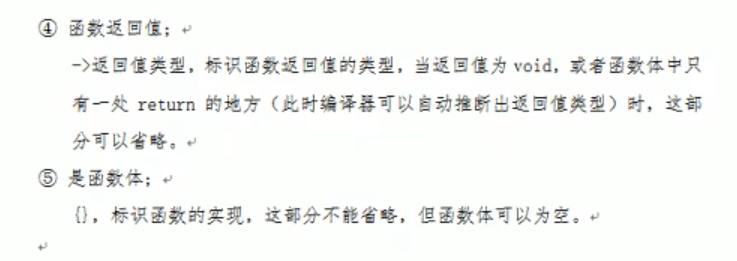 ④ 函数返回值；
->返回值类型，标识函数返回值的类型，当返回值为 void，或者函数体中只
有一处 return 的地方（此时编译器可以自动推断出返回值类型）时，这部
分可以省略。
⑤ 是函数体；
{}，标识函数的实现，这部分不能省略，但函数体可以为空。